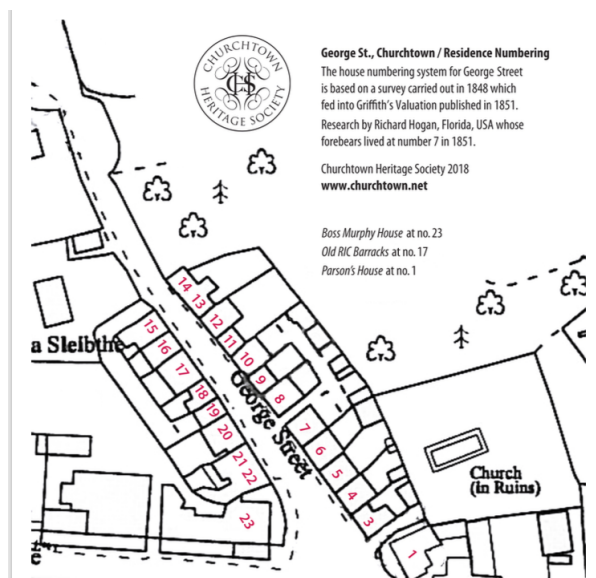 CHURCHTOWN
CHS
HERITAGE SOCIETY
George St., Churchtown / Residence Numbering
The house numbering system for George Street
is based on a survey carried out in 1848 which
fed into Griffith's Valuation published in 1851.
Research by Richard Hogan, Florida, USA whose
forebears lived at number 7 in 1851.
Churchtown Heritage Society 2018
www.churchtown.net
Boss Murphy House at no. 23
Old RIC Barracks at no. 17
Parson's House at no. 1
14
13
12
11
10
9
8
7
6
5
4
3
1
15
16
17
18
19
20
21
22
23
a Sleibthe
George Street
Church
(in Ruins)